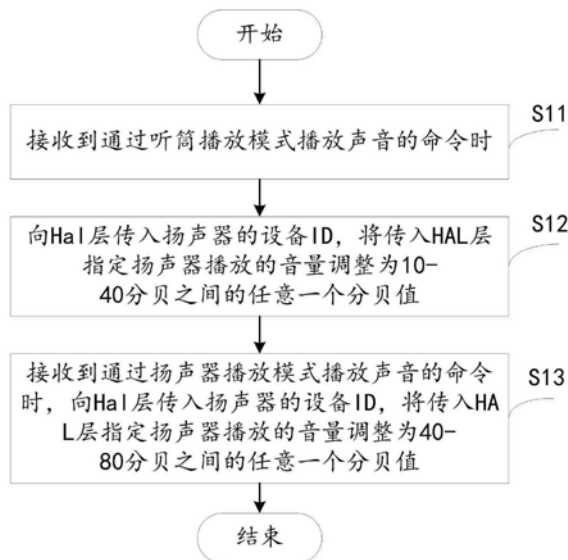 开始
S11
接收到通过听筒播放模式播放声音的命令时
S12
向Hal层传入扬声器的设备ID，将传入HAL层
指定扬声器播放的音量调整为10-
40分贝之间的任意一个分贝值
S13
接收到通过扬声器播放模式播放声音的命令
时，向Hal层传入扬声器的设备ID，将传入HA
L层指定扬声器播放的音量调整为40-
80分贝之间的任意一个分贝值
结束